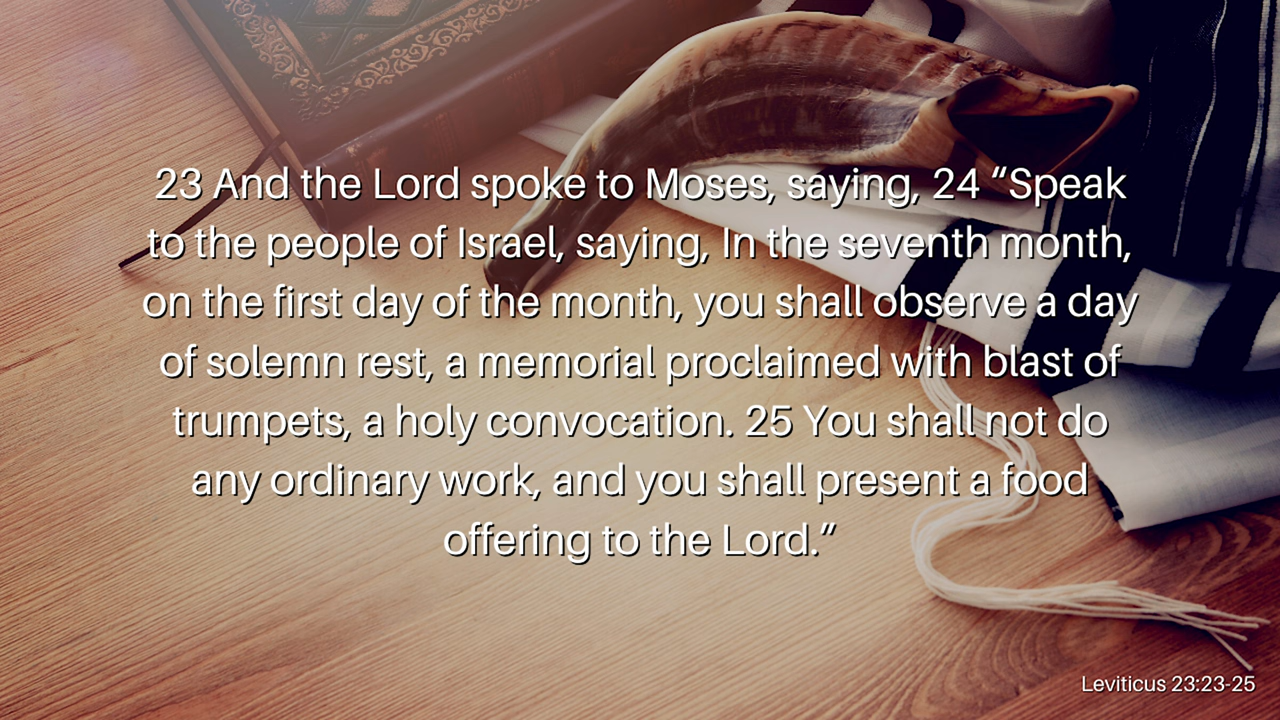 23 And the Lord spoke to Moses, saying, 24 “Speak
to the people of Israel, saying, In the seventh month,
on the first day of the month, you shall observe a day
of solemn rest, a memorial proclaimed with blast of
trumpets, a holy convocation. 25 You shall not do
any ordinary work, and you shall present a food
offering to the Lord.”
Leviticus 23:23-25